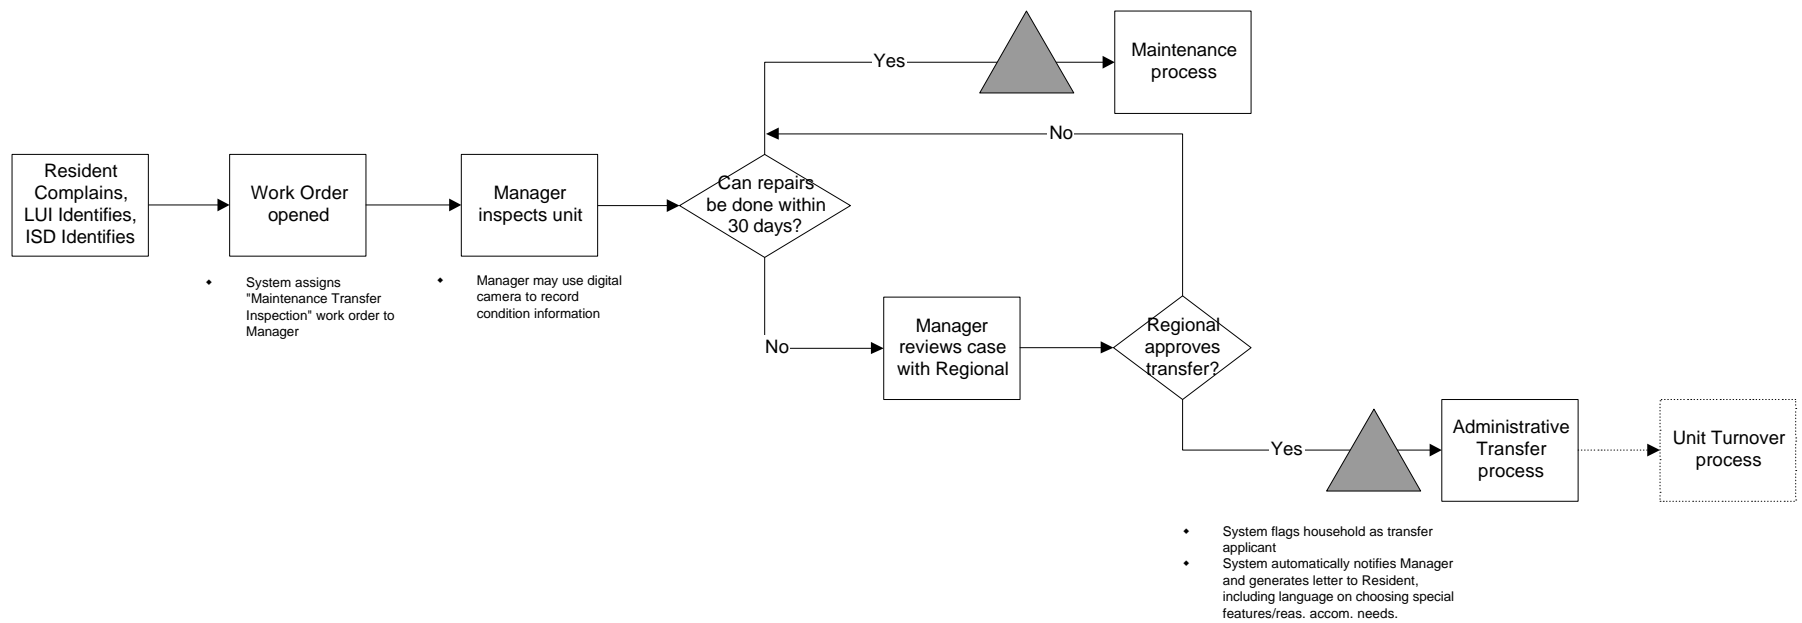 Yes
Maintenance
process
No
Resident
Complains,
LUI Identifies,
ISD Identifies
Work Order
opened
Manager
inspects unit
Can repairs
be done within
30 days?
System assigns
"Maintenance Transfer
Inspection" work order to
Manager
Manager may use digital
camera to record
condition information
No
Manager
reviews case
with Regional
Regional
approves
transfer?
Yes
Administrative
Transfer
process
Unit Turnover
process
System flags household as transfer
applicant
System automatically notifies Manager
and generates letter to Resident,
including language on choosing special
features/reas. accom. needs.